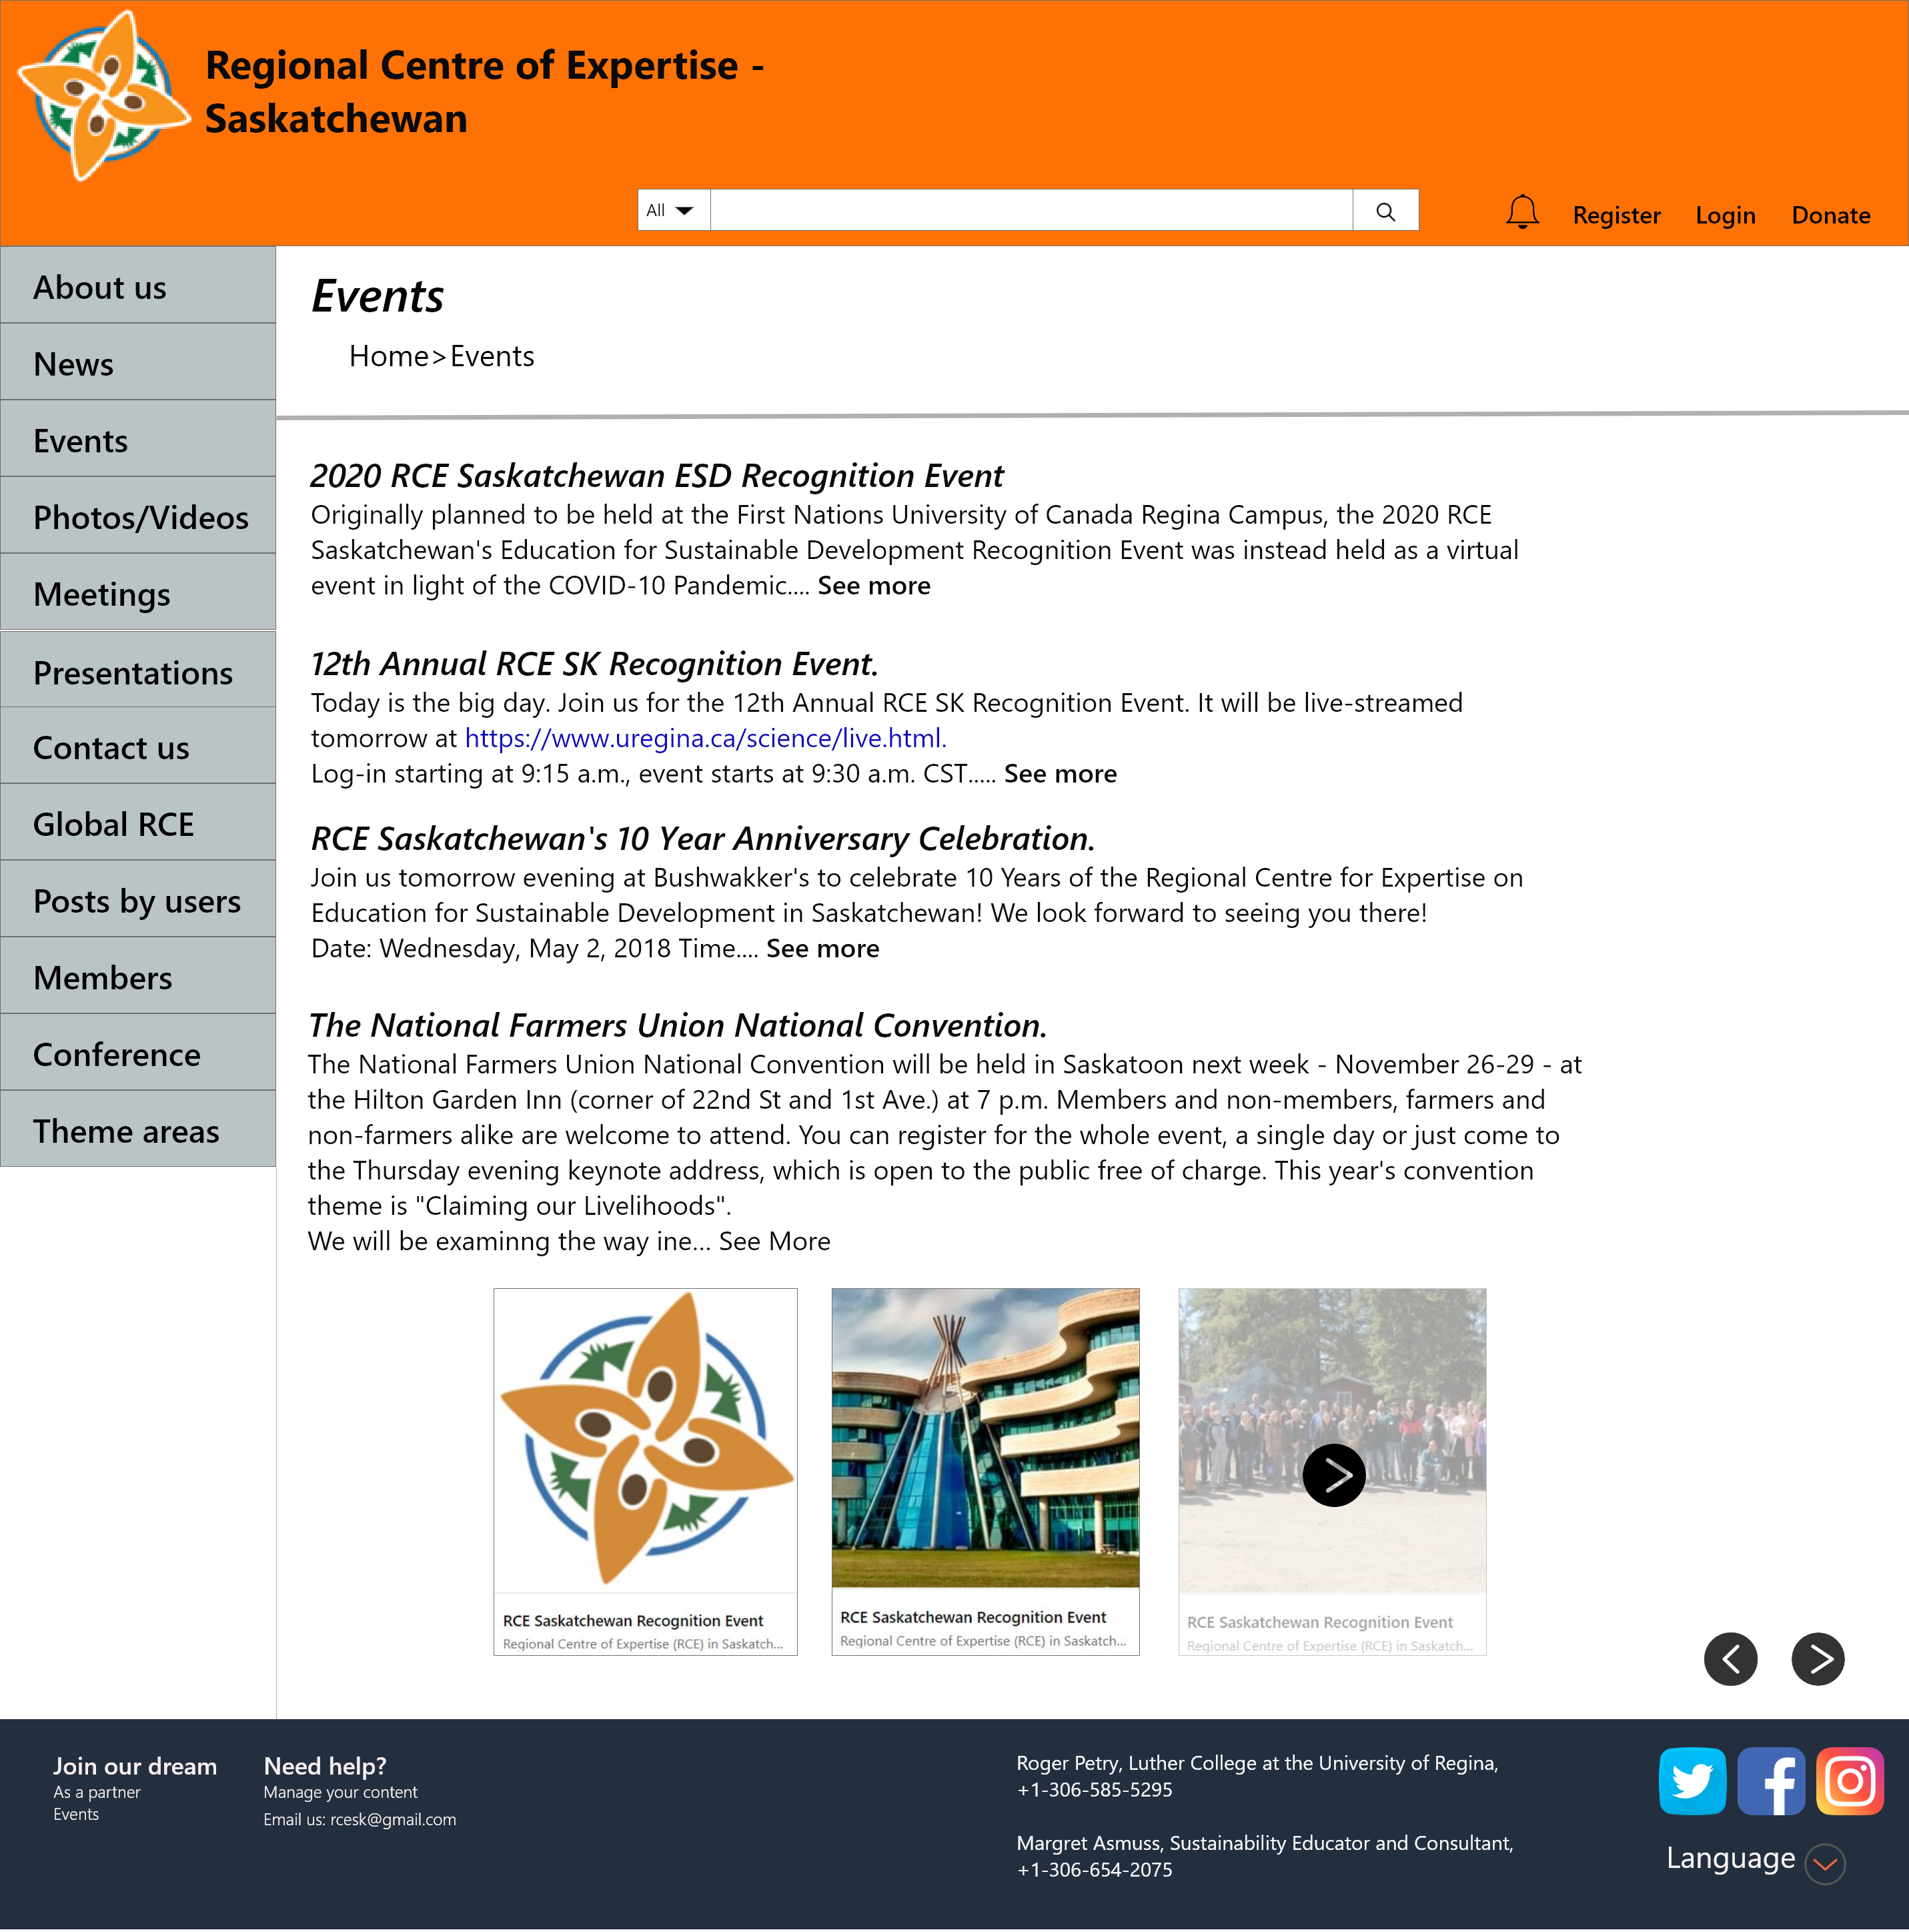 Regional Centre of Expertise -
Saskatchewan
All
Register Login Donate
About us
News
Events
Photos/Videos
Meetings
Presentations
Contact us
Global RCE
Posts by users
Members
Conference
Theme areas
Events
Home>Events
2020 RCE Saskatchewan ESD Recognition Event
Originally planned to be held at the First Nations University of Canada Regina Campus, the 2020 RCE
Saskatchewan's Education for Sustainable Development Recognition Event was instead held as a virtual
event in light of the COVID-10 Pandemic.... See more
12th Annual RCE SK Recognition Event.
Today is the big day. Join us for the 12th Annual RCE SK Recognition Event. It will be live-streamed
tomorrow at https://www.uregina.ca/science/live.html.
Log-in starting at 9:15 a.m., event starts at 9:30 a.m. CST..... See more
RCE Saskatchewan's 10 Year Anniversary Celebration.
Join us tomorrow evening at Bushwakker's to celebrate 10 Years of the Regional Centre for Expertise on
Education for Sustainable Development in Saskatchewan! We look forward to seeing you there!
Date: Wednesday, May 2, 2018 Time.... See more
The National Farmers Union National Convention.
The National Farmers Union National Convention will be held in Saskatoon next week - November 26-29 - at
the Hilton Garden Inn (corner of 22nd St and 1st Ave.) at 7 p.m. Members and non-members, farmers and
non-farmers alike are welcome to attend. You can register for the whole event, a single day or just come to
the Thursday evening keynote address, which is open to the public free of charge. This year's convention
theme is "Claiming our Livelihoods".
We will be examinng the way ine... See More
RCE Saskatchewan Recognition Event
Regional Centre of Expertise (RCE) in Saskatch...
RCE Saskatchewan Recognition Event
Regional Centre of Expertise (RCE) in Saskatch...
RCE Saskatchewan Recognition Event
Regional Centre of Expertise (RCE) in Saskatch...
Join our dream
As a partner
Events
Need help?
Manage your content
Email us: rcesk@gmail.com
Roger Petry, Luther College at the University of Regina,
+1-306-585-5295
Margret Asmuss, Sustainability Educator and Consultant,
+1-306-654-2075
Language